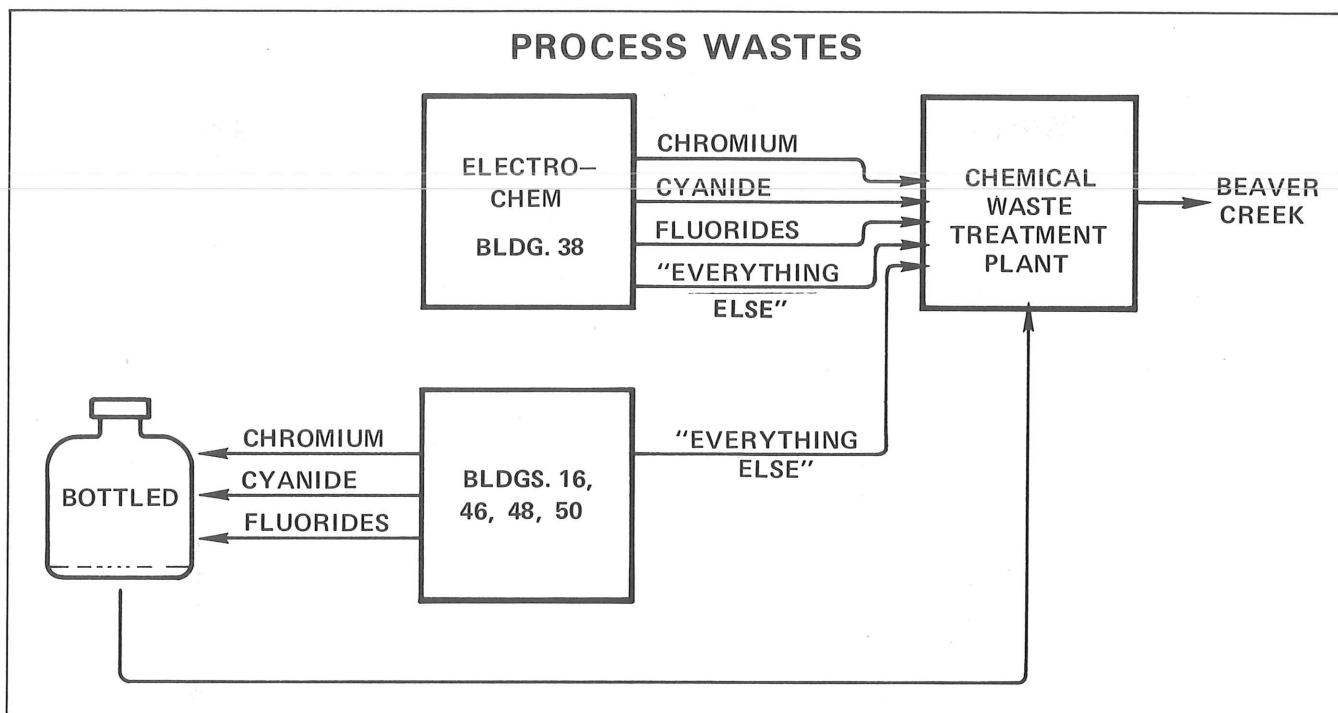 PROCESS WASTES
ELECTRO—
CHEM
BLDG. 38
CHROMIUM
CYANIDE
FLUORIDES
"EVERYTHING
ELSE"
CHEMICAL
WASTE
TREATMENT
PLANT
BEAVER
CREEK
BOTTLED
CHROMIUM
CYANIDE
FLUORIDES
BLDGS. 16,
46, 48, 50
"EVERYTHING
ELSE"